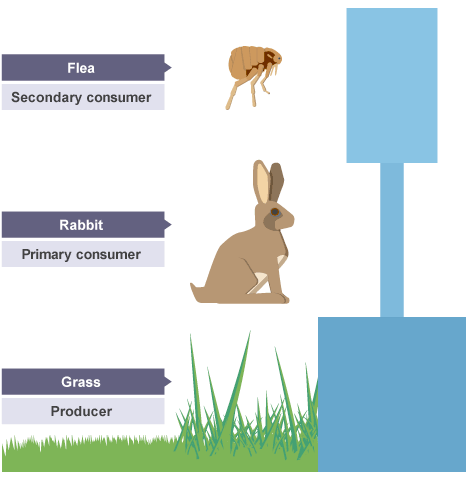 Flea
Secondary consumer
Rabbit
Primary consumer
Grass
Producer